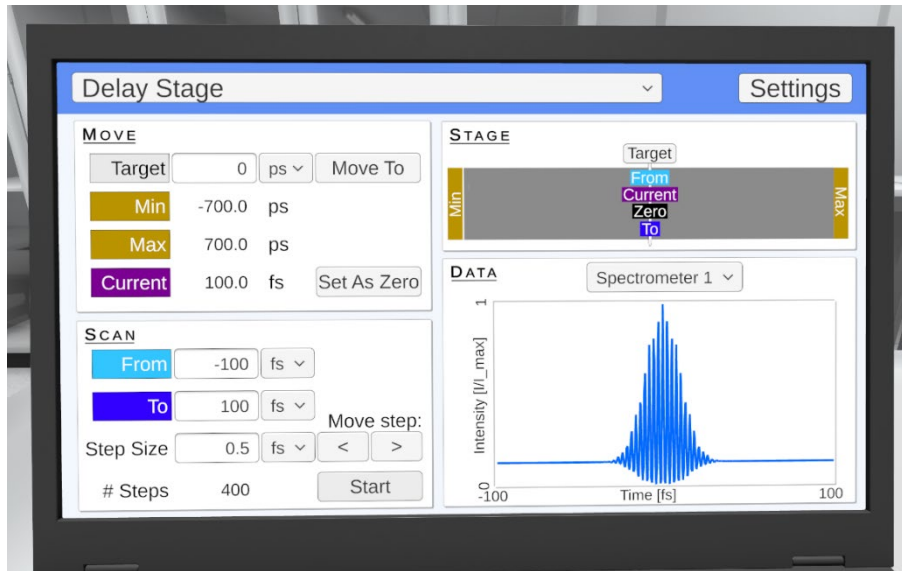 Delay Stage
Settings
MOVE
Target 0 ps Move To
Min -700.0 ps
Max 700.0 ps
Current 100.0 fs Set As Zero
SCAN
From -100 fs
To 100 fs
Move step:
Step Size 0.5 fs < >
# Steps 400 Start
STAGE
Target
From
Current
Zero
To
Min
Max
DATA
Spectrometer 1
1
Intensity [I/I_max]
0
-100 Time [fs] 100